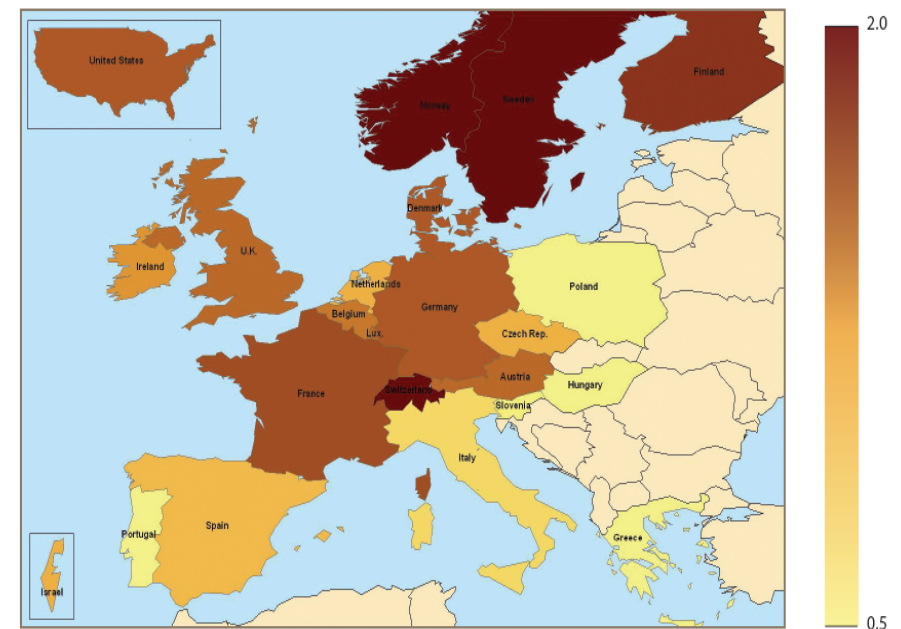 2.0
United States
Finland
Norway
Sweden
Denmark
U.K.
Ireland
Netherlands
Poland
Germany
Belgium
Lux.
Czech Rep.
Austria
Hungary
France
Switzerland
Slovenia
Italy
Spain
Portugal
Greece
Israel
0.5